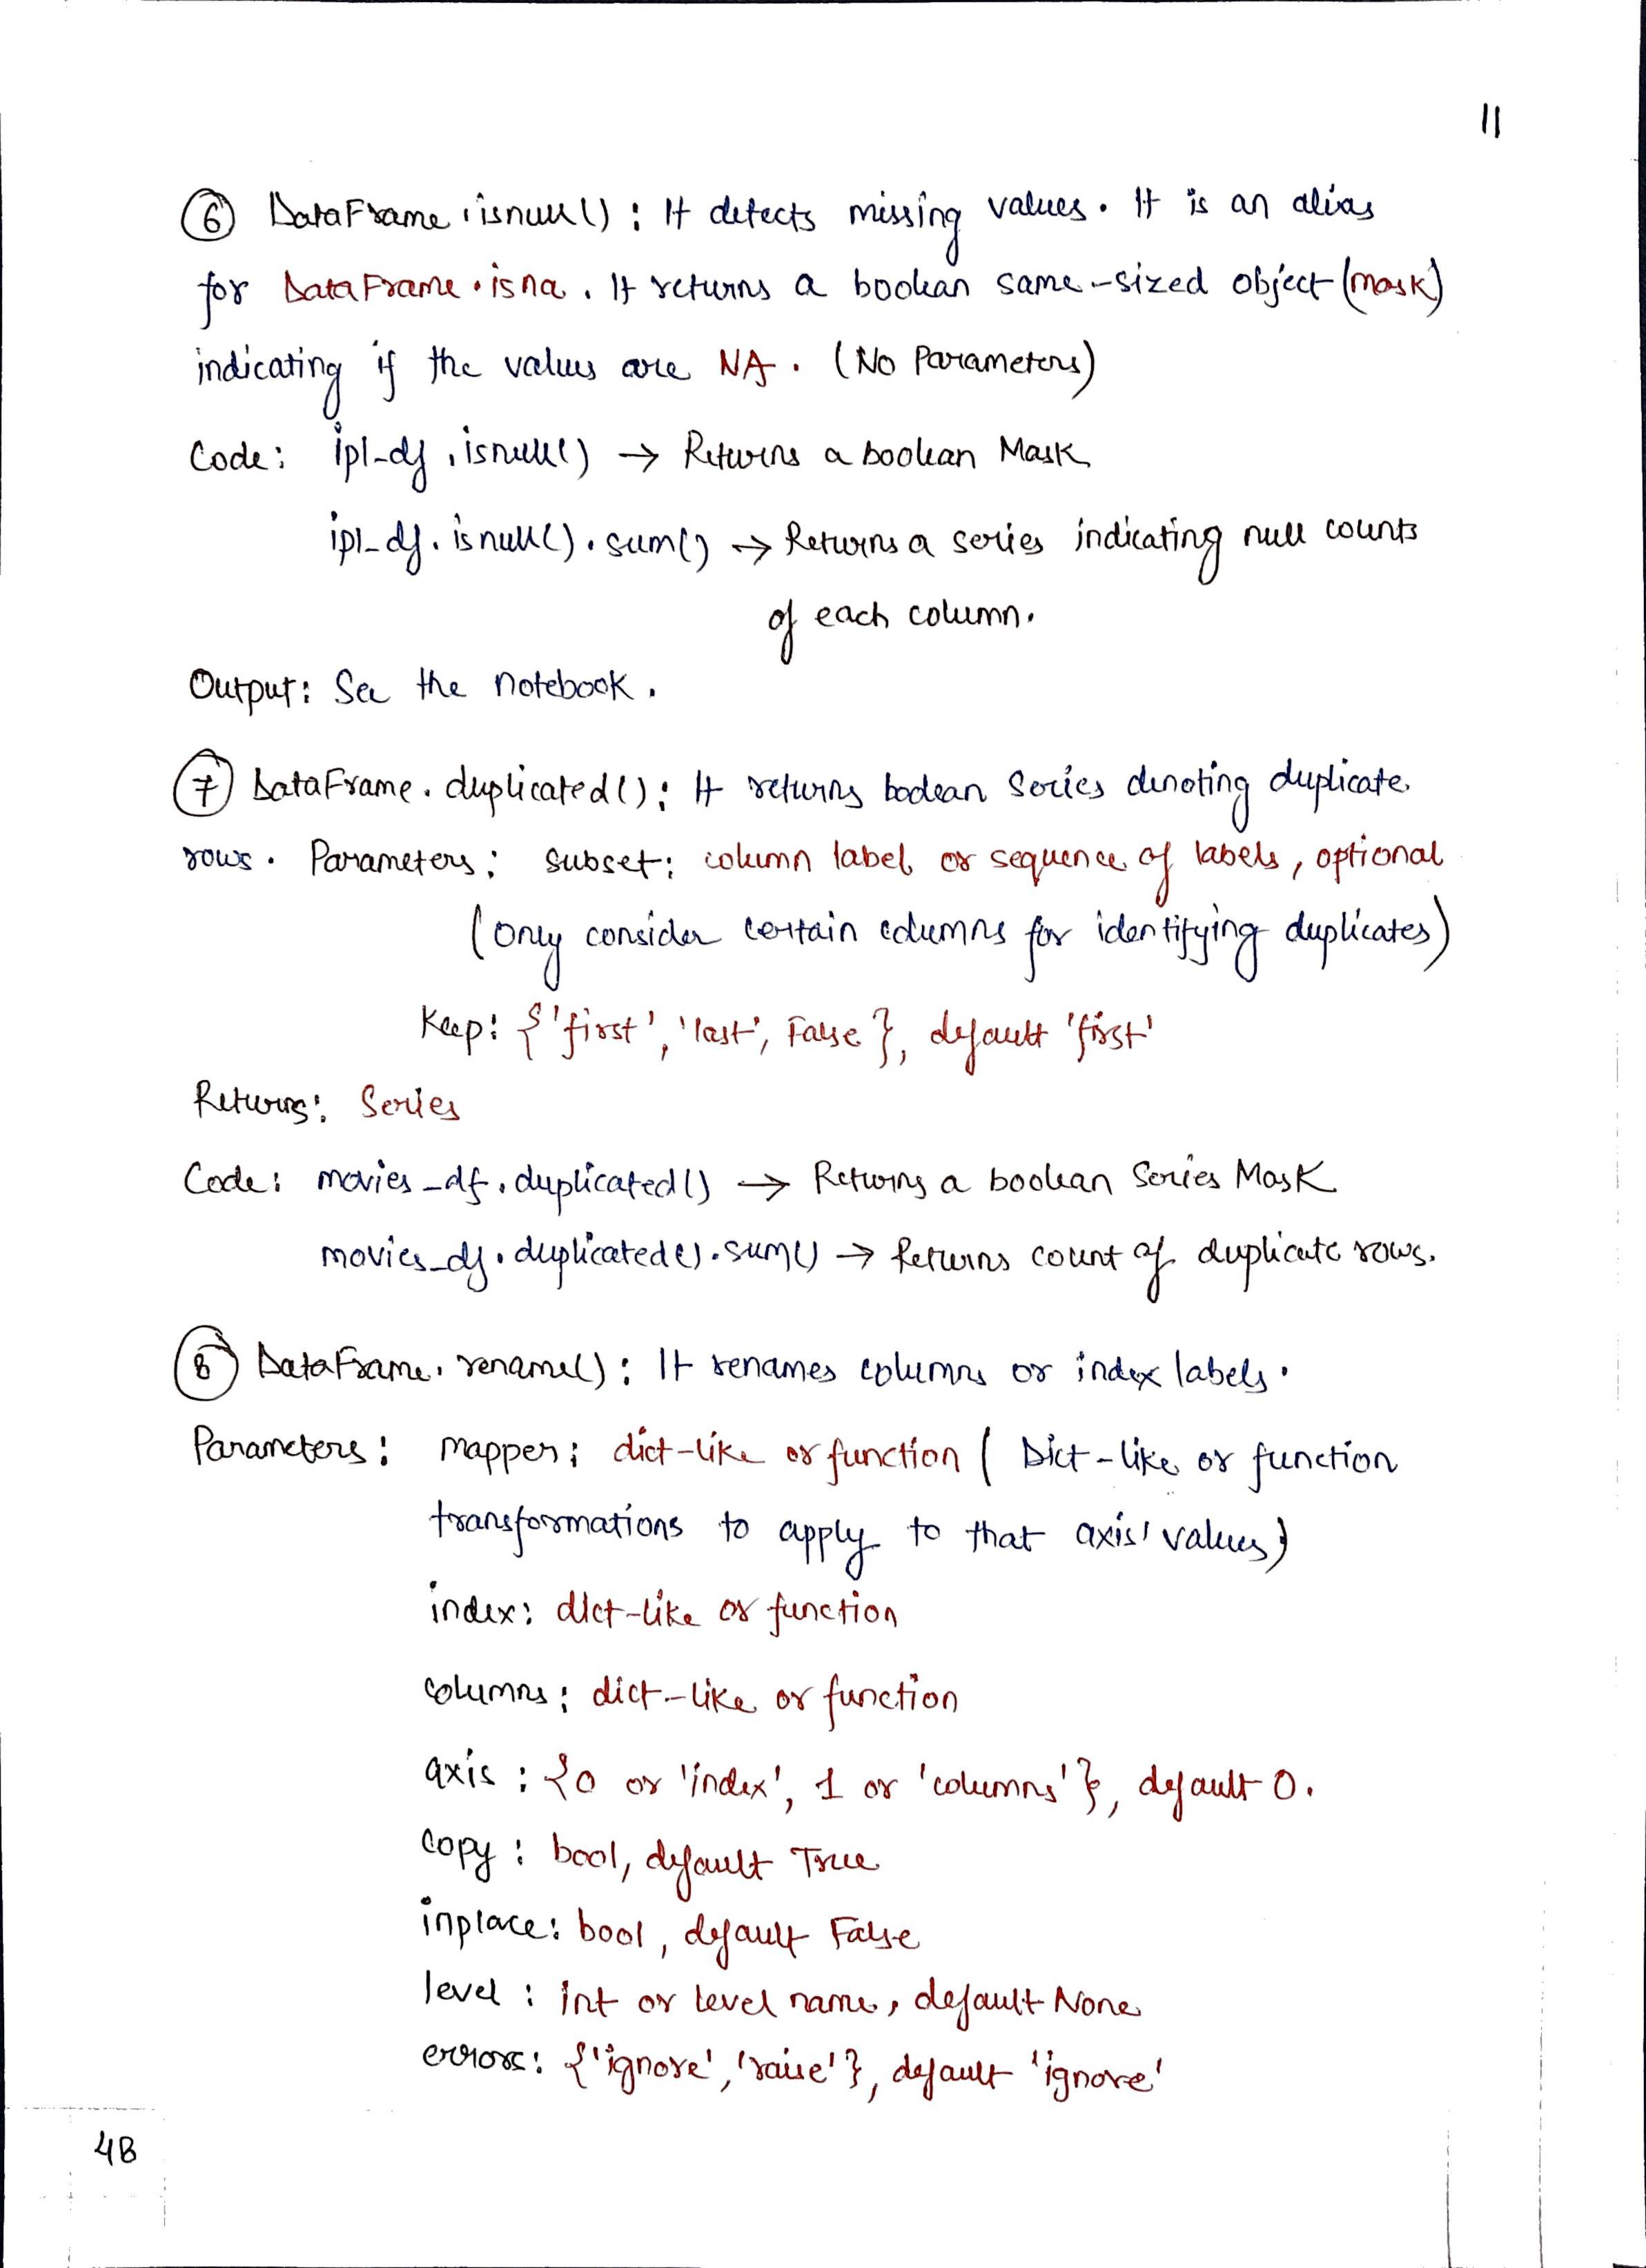 11
⑥ DataFrame.isnull() : It detects missing values. It is an alias
for DataFrame.isna. It returns a boolean same-sized object (mask)
indicating if the values are NA. (No Parameters)
Code: ipl_df.isnull() → Returns a boolean Mask
ipl_df.isnull().sum() → Returns a series indicating null counts
of each column.
Output: See the notebook.
⑦ DataFrame.duplicated(): It returns boolean Series denoting duplicate
rows. Parameters: Subset: column label or sequence of labels, optional
(only consider certain columns for identifying duplicates)
Keep: {'first', 'last', False}, default 'first'
Returns: Series
Code: movies_df.duplicated() → Returns a boolean Series Mask
movies_df.duplicated().sum() → Returns count of duplicate rows.
⑧ DataFrame.rename() : It renames columns or index labels.
Parameters: mapper: dict-like or function ( Dict-like or function
transformations to apply to that axis' values)
index: dict-like or function
columns: dict-like or function
axis : {0 or 'index', 1 or 'columns'}, default 0.
copy : bool, default True
inplace: bool, default False
level : int or level name, default None
errors: {'ignore', 'raise'}, default 'ignore'
4B